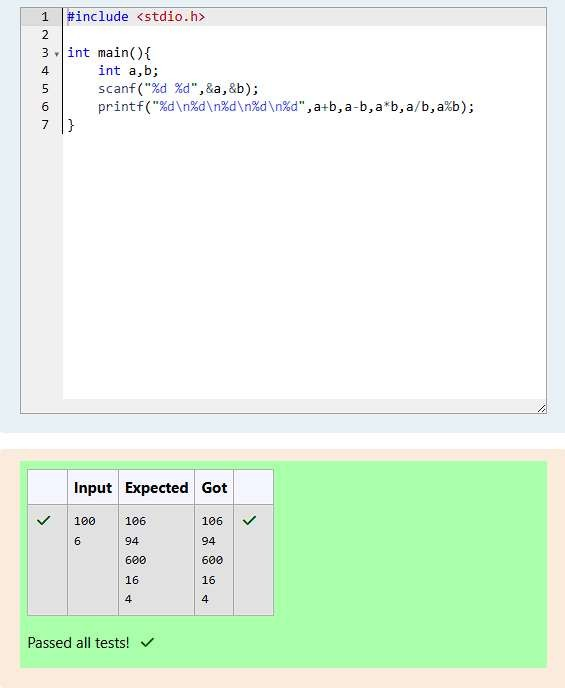 1 #include <stdio.h>
2
3 int main(){
4     int a,b;
5     scanf("%d %d",&a,&b);
6     printf("%d\n%d\n%d\n%d\n%d",a+b,a-b,a*b,a/b,a%b);
7 }
Input Expected Got
100 106 106
6 94 94
600 600
16 16
4 4
Passed all tests!